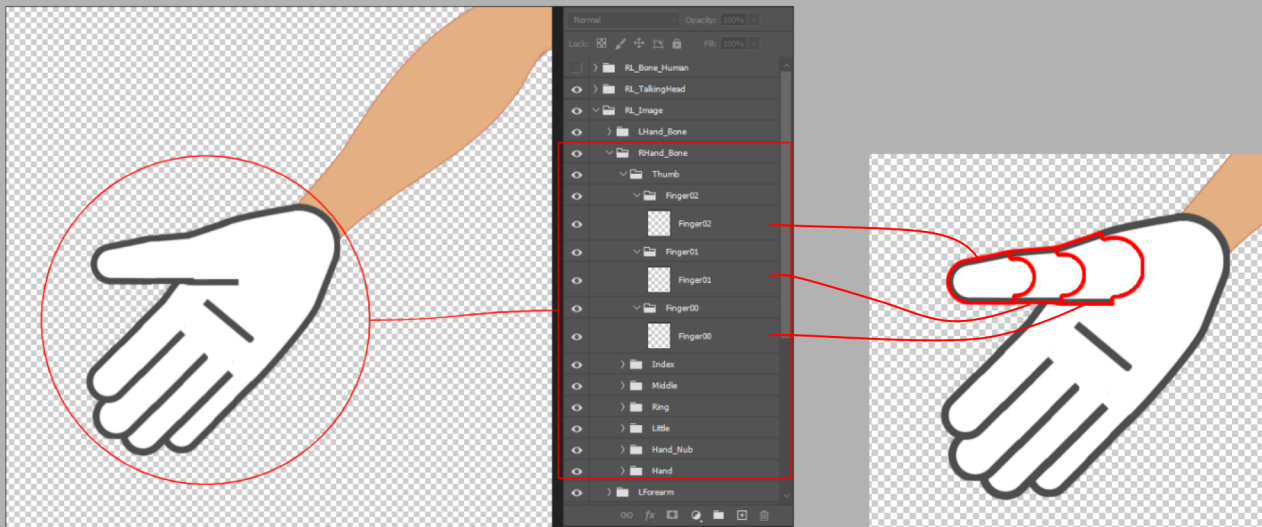 Normal Opacity: 100%
Lock: Fill: 100%
RL_Bone_Human
RL_TalkingHead
RL_Image
LHand_Bone
RHand_Bone
Thumb
Finger02
Finger02
Finger01
Finger01
Finger00
Finger00
Index
Middle
Ring
Little
Hand_Nub
Hand
LForearm
fx